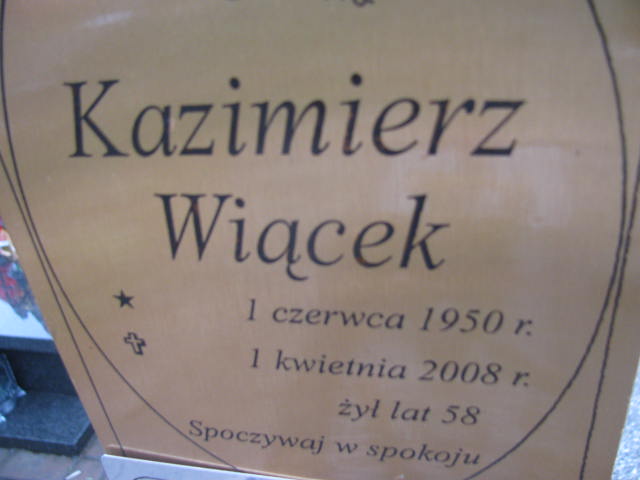 Kazimierz
Wiącek
★ 1 czerwca 1950 r.
✞ 1 kwietnia 2008 r.
żył lat 58
Spoczywaj w spokoju